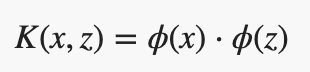 K(x, z) = ϕ(x) · ϕ(z)